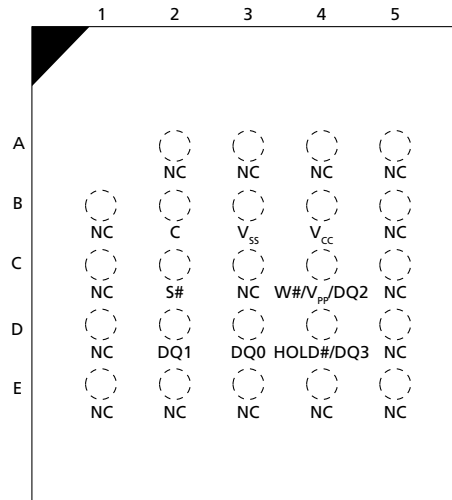 1 2 3 4 5
A
NC NC NC NC
B
NC C VSS VCC NC
C
NC S# NC W#/VPP/DQ2 NC
D
NC DQ1 DQ0 HOLD#/DQ3 NC
E
NC NC NC NC NC